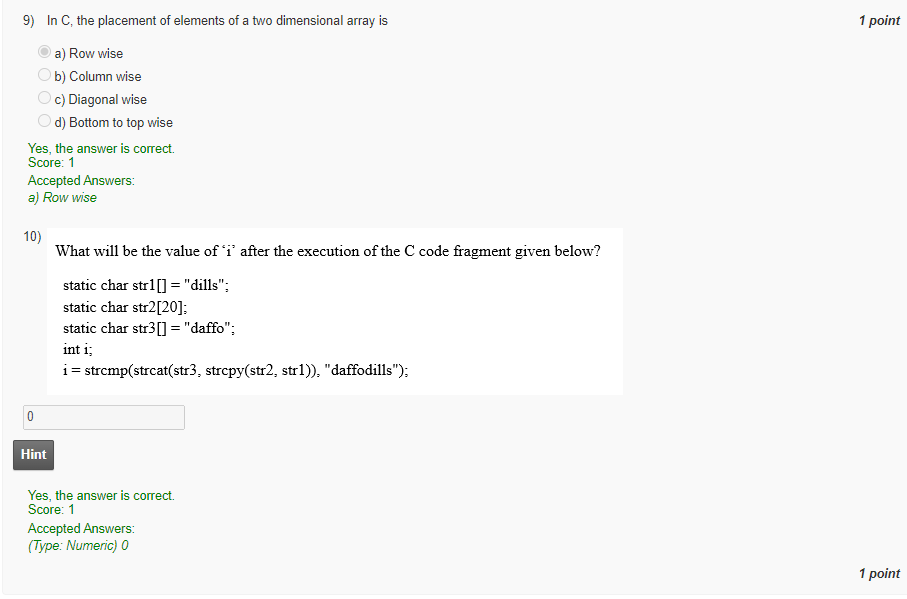 9) In C, the placement of elements of a two dimensional array is 1 point
a) Row wise
b) Column wise
c) Diagonal wise
d) Bottom to top wise
Yes, the answer is correct.
Score: 1
Accepted Answers:
a) Row wise
10)
What will be the value of ‘i’ after the execution of the C code fragment given below?
static char str1[] = "dills";
static char str2[20];
static char str3[] = "daffo";
int i;
i = strcmp(strcat(str3, strcpy(str2, str1)), "daffodills");
0
Hint
Yes, the answer is correct.
Score: 1
Accepted Answers:
(Type: Numeric) 0
1 point